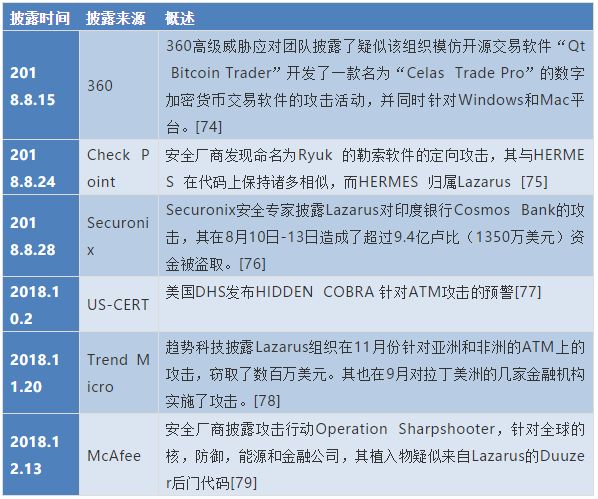 披露时间 披露来源 概述
360高级威胁应对团队披露了疑似该组织模仿开源交易软件“Qt
201 Bitcoin Trader”开发了一款名为“Celas Trade Pro”的数字
8.8.15 360 加密货币交易软件的攻击活动，并同时针对Windows和Mac平
台。[74]
201 Check P 安全厂商发现命名为Ryuk 的勒索软件的定向攻击，其与HERME
8.8.24 oint S 在代码上保持诸多相似，而HERMES 归属Lazarus [75]
Securonix安全专家披露Lazarus对印度银行Cosmos Bank的攻
201 Securoni 击，其在8月10日-13日造成了超过9.4亿卢比（1350万美元）资
8.8.28 x 金被盗取。[76]
2018.1 US-CERT 美国DHS发布HIDDEN COBRA 针对ATM攻击的预警[77]
0.2
趋势科技披露Lazarus组织在11月份针对亚洲和非洲的ATM上的
2018.1 Trend M 攻击，窃取了数百万美元。其也在9月对拉丁美洲的几家金融机构
1.20 icro 实施了攻击。[78]
安全厂商披露攻击行动Operation Sharpshooter，针对全球的
2018.1 McAfee 核，防御，能源和金融公司，其植入物疑似来自Lazarus的Duuze
2.13 r后门代码[79]